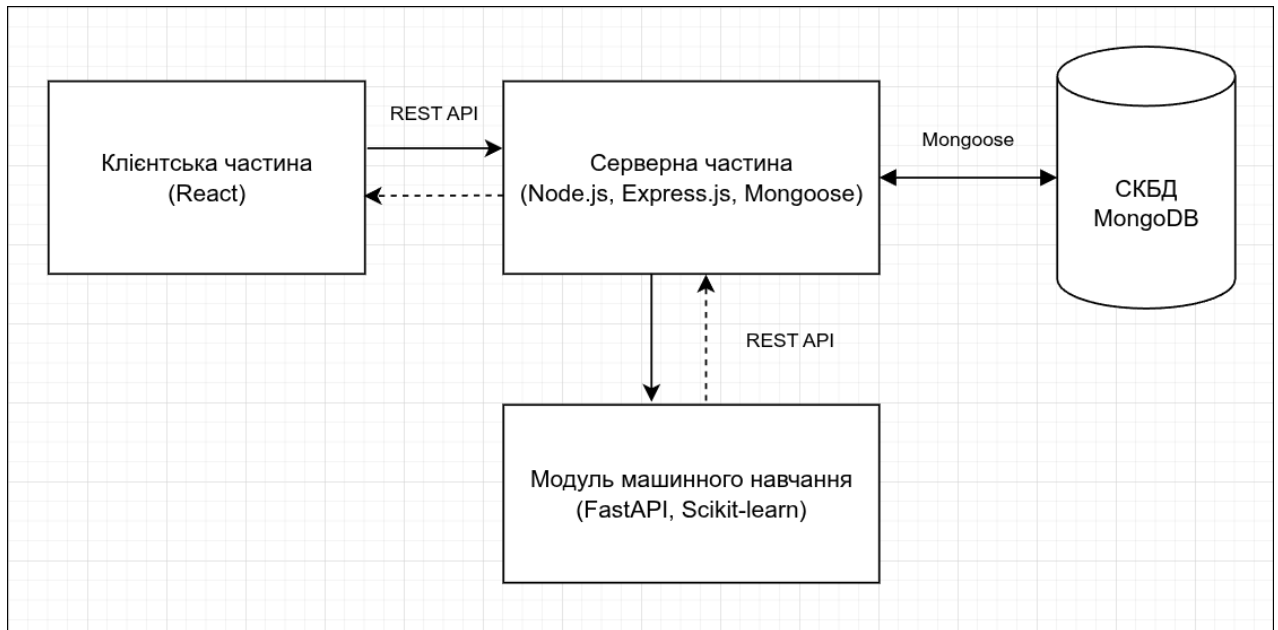 REST API
Клієнтська частина
(React)
Серверна частина
(Node.js, Express.js, Mongoose)
Mongoose
СКБД
MongoDB
REST API
Модуль машинного навчання
(FastAPI, Scikit-learn)